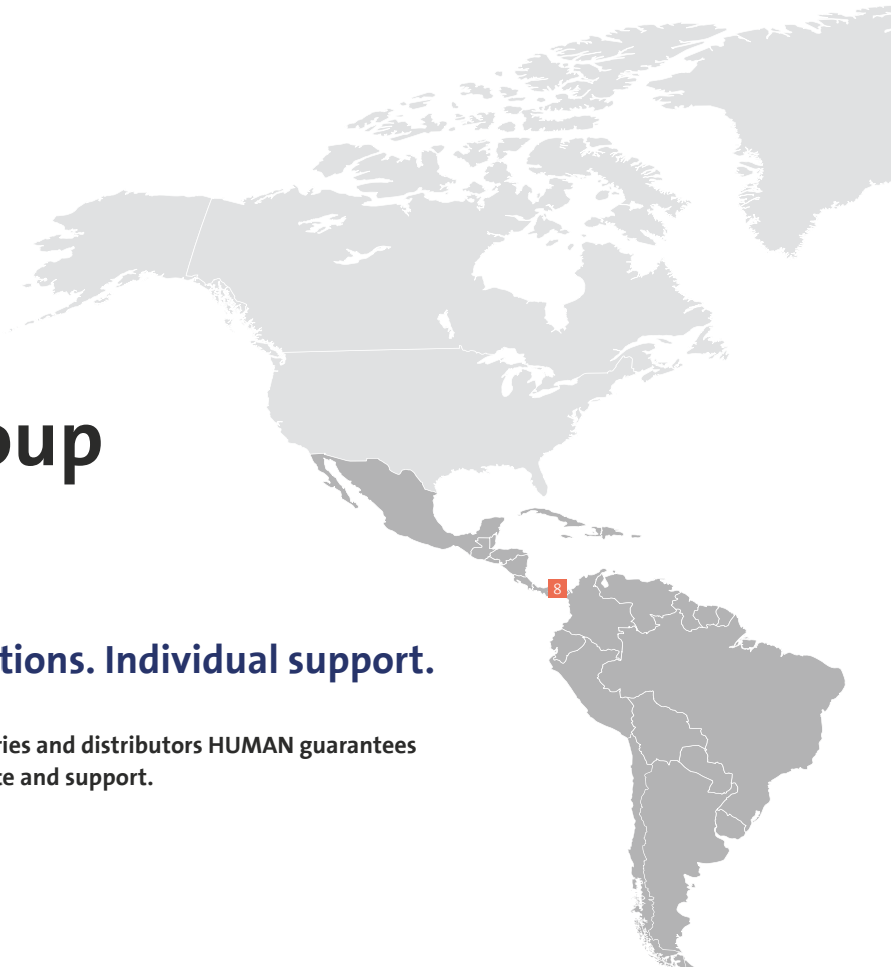 oup
8
tions. Individual support.
ries and distributors HUMAN guarantees
ce and support.